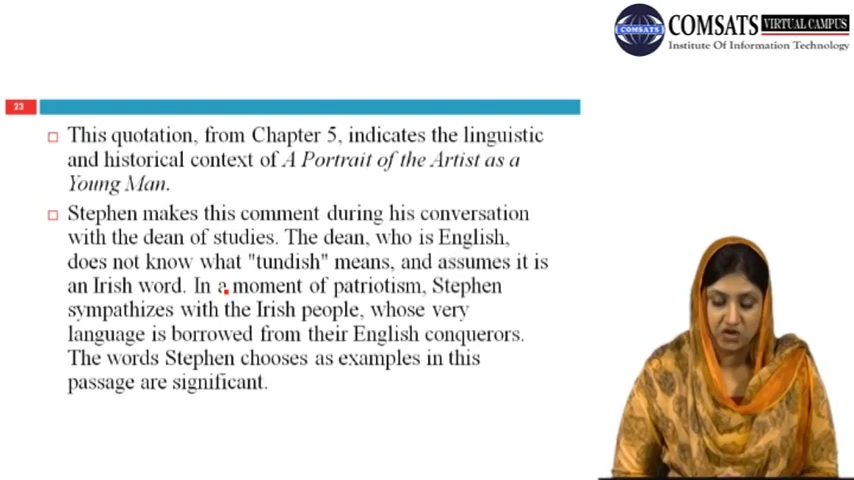 COMSATS
COMSATS VIRTUAL CAMPUS
Institute Of Information Technology
23
This quotation, from Chapter 5, indicates the linguistic
and historical context of A Portrait of the Artist as a
Young Man.
Stephen makes this comment during his conversation
with the dean of studies. The dean, who is English,
does not know what "tundish" means, and assumes it is
an Irish word. In a moment of patriotism, Stephen
sympathizes with the Irish people, whose very
language is borrowed from their English conquerors.
The words Stephen chooses as examples in this
passage are significant.